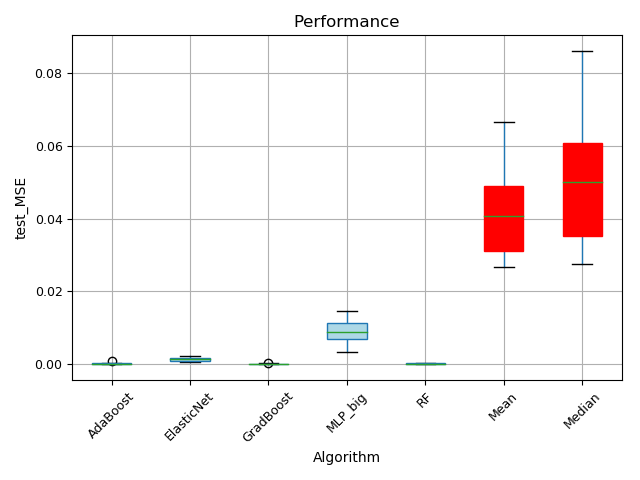 Performance
test_MSE
0.08
0.06
0.04
0.02
0.00
AdaBoost
ElasticNet
GradBoost
MLP_big
RF
Mean
Median
Algorithm